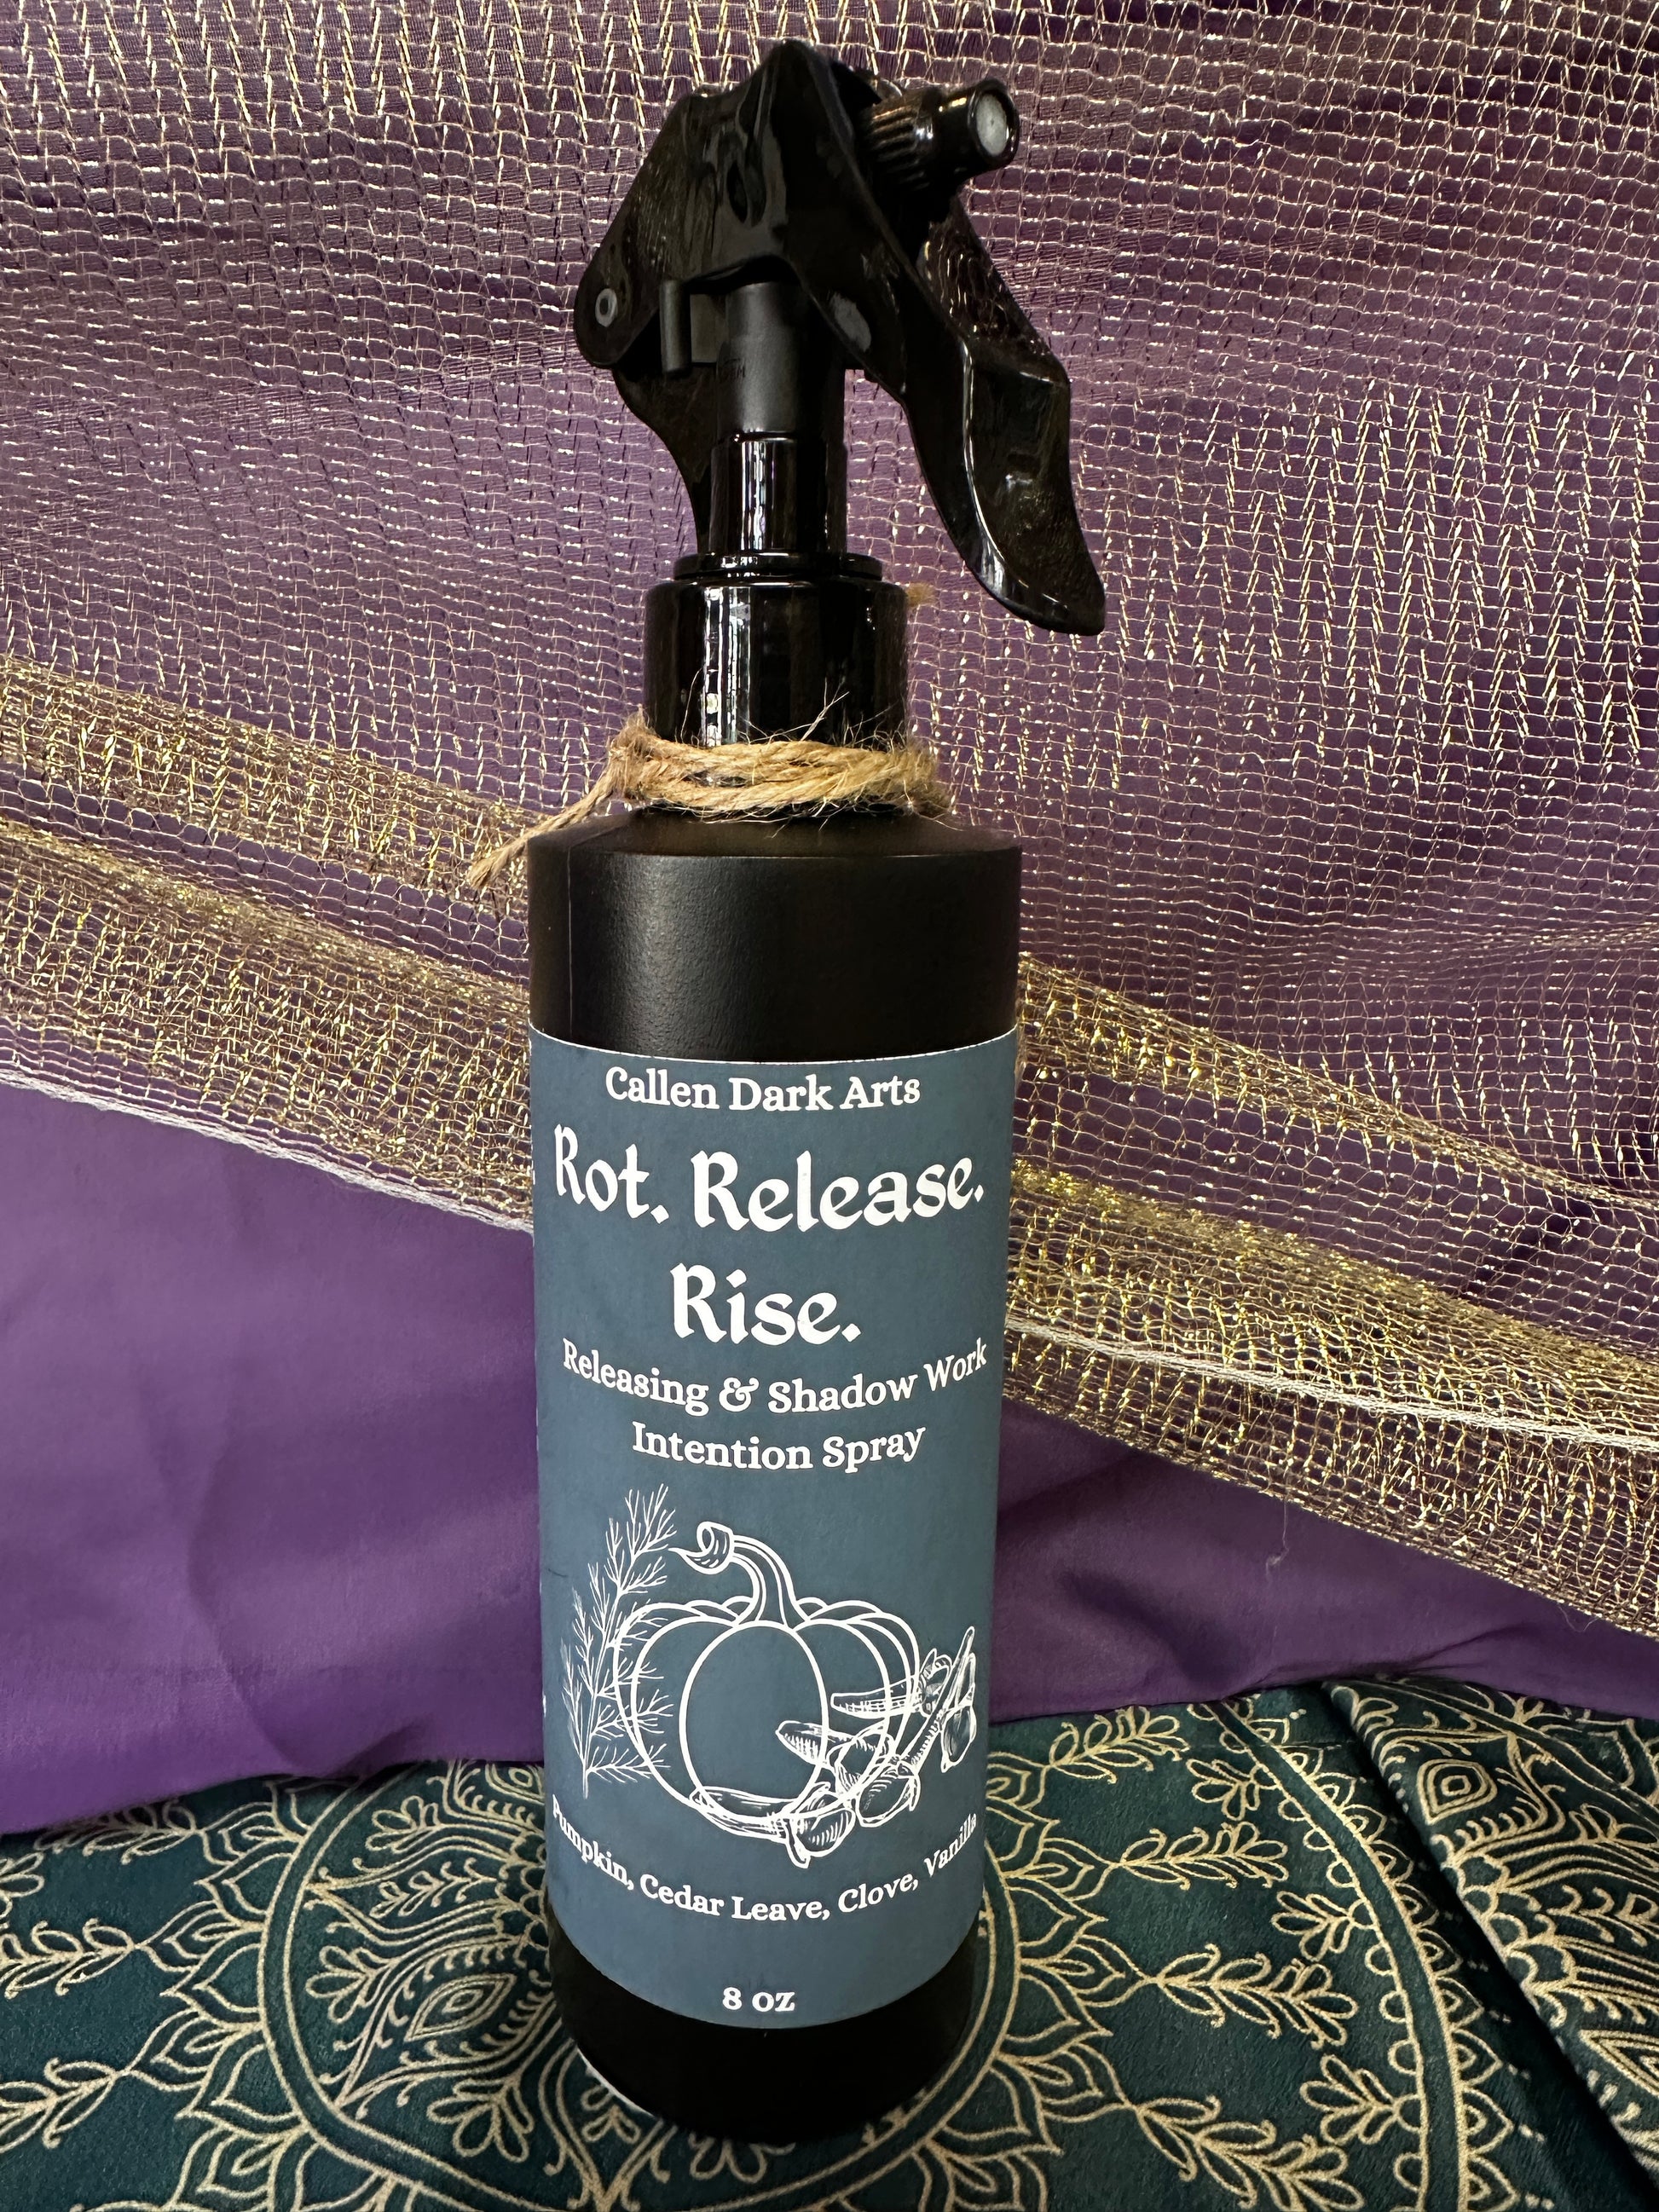 Callen Dark Arts
Rot. Release.
Rise.
Releasing & Shadow Work
Intention Spray
Pumpkin, Cedar Leave, Clove, Vanilla
8 oz